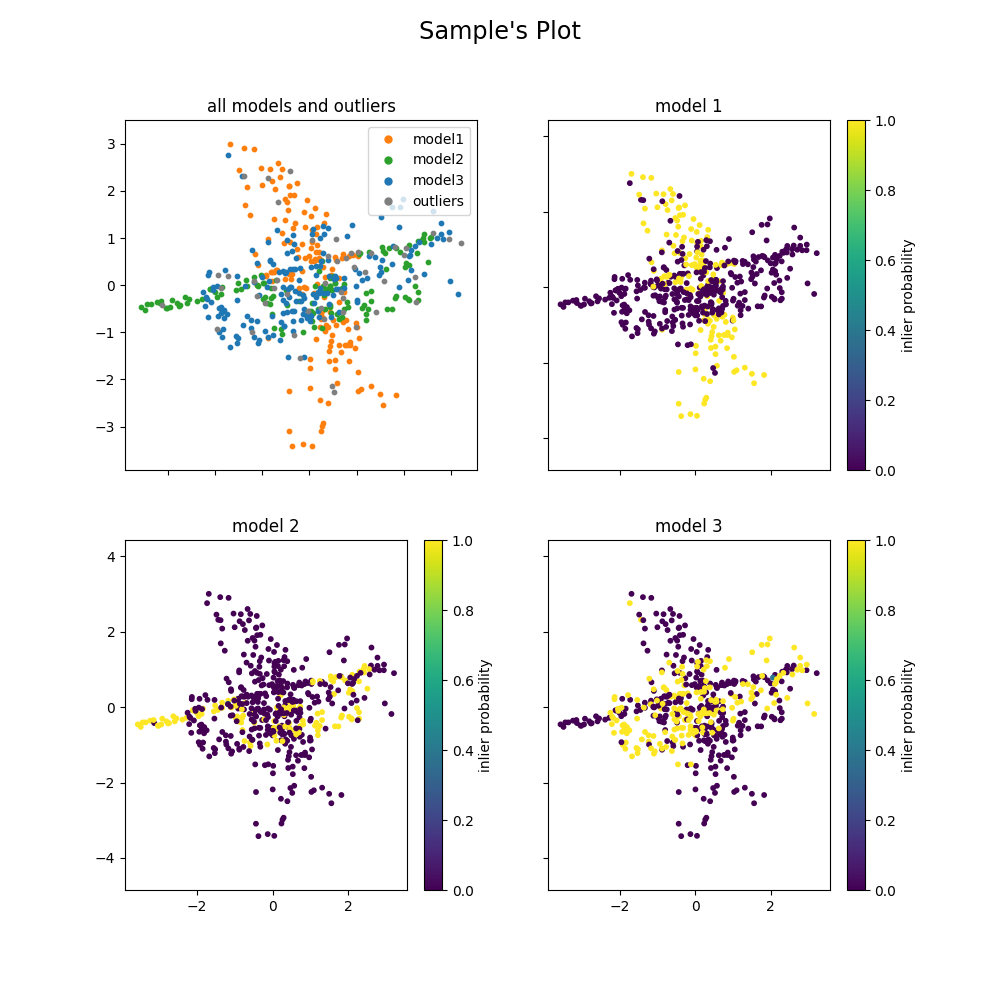 Sample's Plot
all models and outliers
3
2
1
0
−1
−2
−3
model1
model2
model3
outliers
model 1
1.0
0.8
0.6
0.4
0.2
0.0
inlier probability
model 2
4
2
0
−2
−4
−2 0 2
1.0
0.8
0.6
0.4
0.2
0.0
inlier probability
model 3
−2 0 2
1.0
0.8
0.6
0.4
0.2
0.0
inlier probability